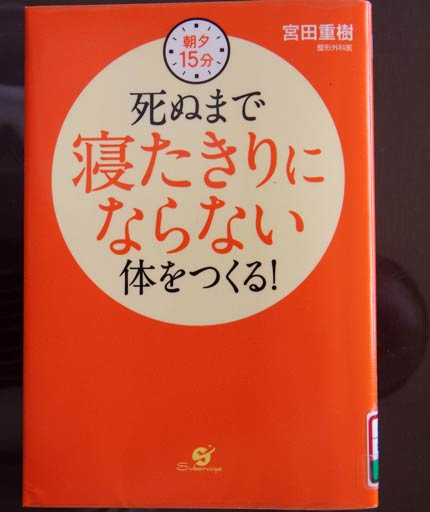 朝夕
15分
宮田重樹
整形外科医
死ぬまで
寝たきりに
ならない
体をつくる!
Subarusya